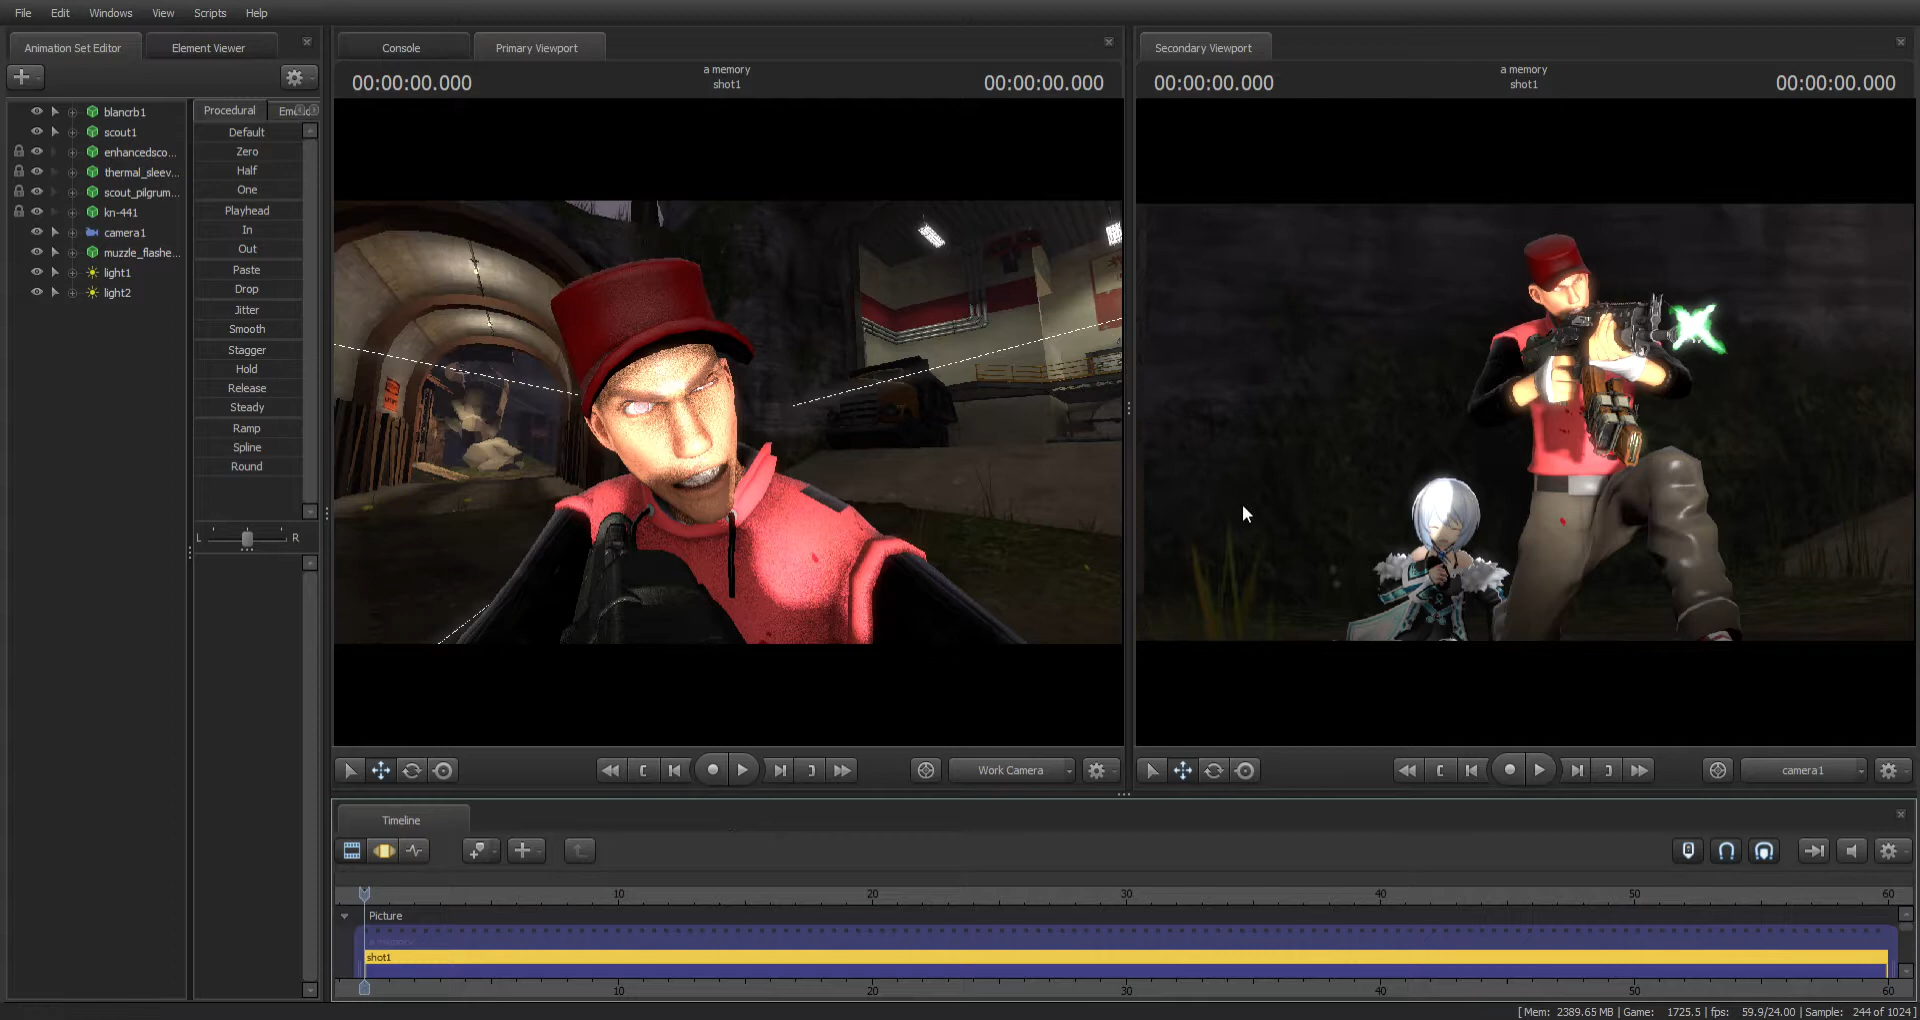 File Edit Windows View Scripts Help
Animation Set Editor Element Viewer
Console Primary Viewport
Secondary Viewport
00:00:00.000
a memory
shot1
00:00:00.000
00:00:00.000
a memory
shot1
00:00:00.000
blancrb1
scout1
enhancedsco...
thermal_sleev...
scout_pilgrum...
kn-441
camera1
muzzle_flashe...
light1
light2
Procedural
Default
Zero
Half
One
Playhead
In
Out
Paste
Drop
Jitter
Smooth
Stagger
Hold
Release
Steady
Ramp
Spline
Round
L R
Work Camera
camera1
Timeline
10 20 30 40 50 60
Picture
a memory
shot1
10 20 30 40 50 60
[ Mem: 2389.65 MB | Game: 1725.5 | fps: 59.9/24.00 | Sample: 244 of 1024 ]